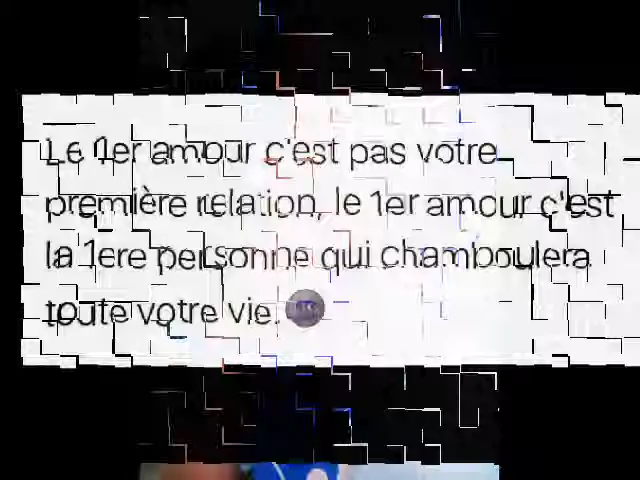 Le 1er amour c'est pas votre
première relation, le 1er amour c'est
la 1ere personne qui chamboulera
toute votre vie.